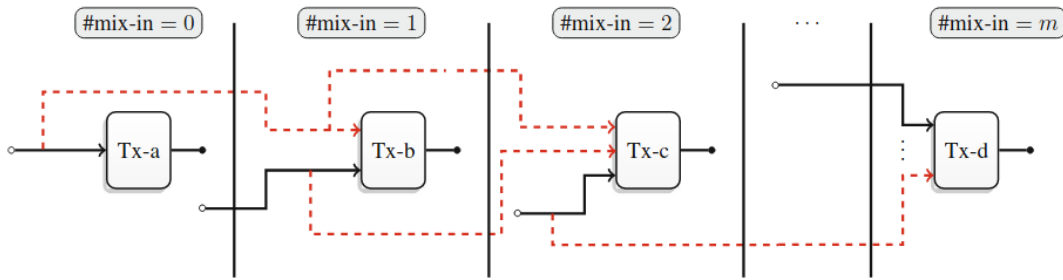 #mix-in = 0
#mix-in = 1
#mix-in = 2
· · ·
#mix-in = m
Tx-a
Tx-b
Tx-c
Tx-d